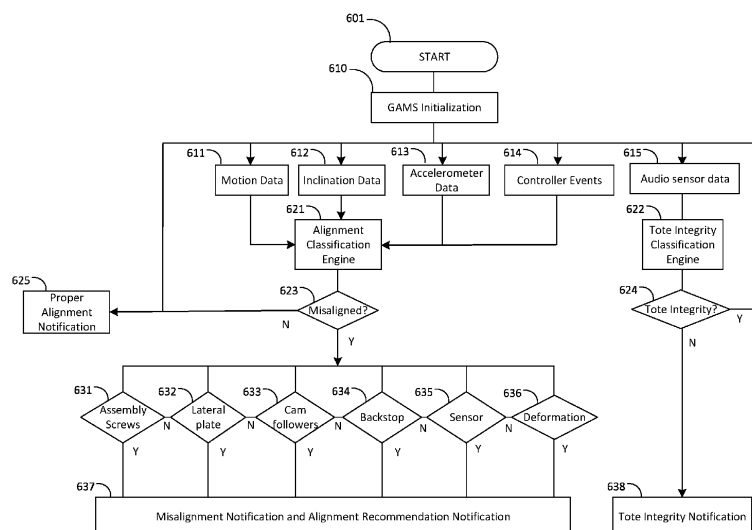 601
START
610
GAMS Initialization
611
Motion Data
612
Inclination Data
613
Accelerometer
Data
614
Controller Events
615
Audio sensor data
621
Alignment
Classification
Engine
622
Tote Integrity
Classification
Engine
625
Proper
Alignment
Notification
623
Misaligned?
N
Y
624
Tote Integrity?
Y
N
631
Assembly
Screws
N
Y
632
Lateral
plate
N
Y
633
Cam
followers
N
Y
634
Backstop
N
Y
635
Sensor
N
Y
636
Deformation
Y
637
Misalignment Notification and Alignment Recommendation Notification
638
Tote Integrity Notification